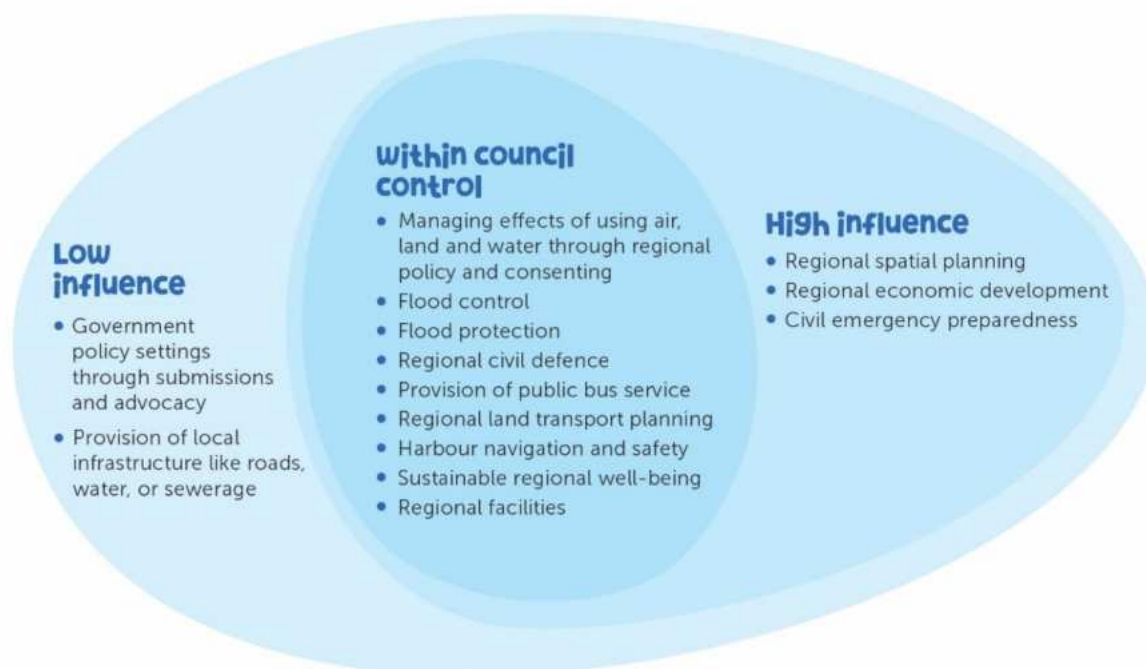 Low
influence
• Government
policy settings
through submissions
and advocacy
• Provision of local
infrastructure like roads,
water, or sewerage
within council
control
• Managing effects of using air,
land and water through regional
policy and consenting
• Flood control
• Flood protection
• Regional civil defence
• Provision of public bus service
• Regional land transport planning
• Harbour navigation and safety
• Sustainable regional well-being
• Regional facilities
High influence
• Regional spatial planning
• Regional economic development
• Civil emergency preparedness